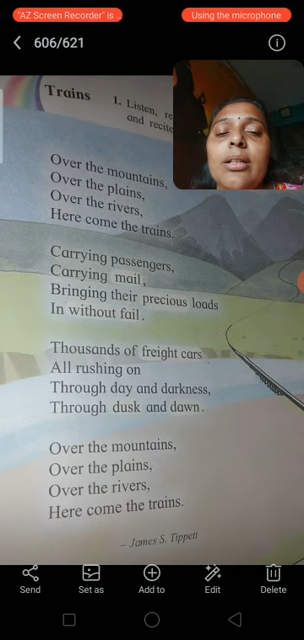 "AZ Screen Recorder" is ..
Using the microphone
606/621
Trains
1. Listen, re
and recite
Over the mountains,
Over the plains,
Over the rivers,
Here come the trains.
Carrying passengers,
Carrying mail,
Bringing their precious loads
In without fail.
Thousands of freight cars
All rushing on
Through day and darkness,
Through dusk and dawn.
Over the mountains,
Over the plains,
Over the rivers,
Here come the trains.
– James S. Tippett
Send
Set as
Add to
Edit
Delete